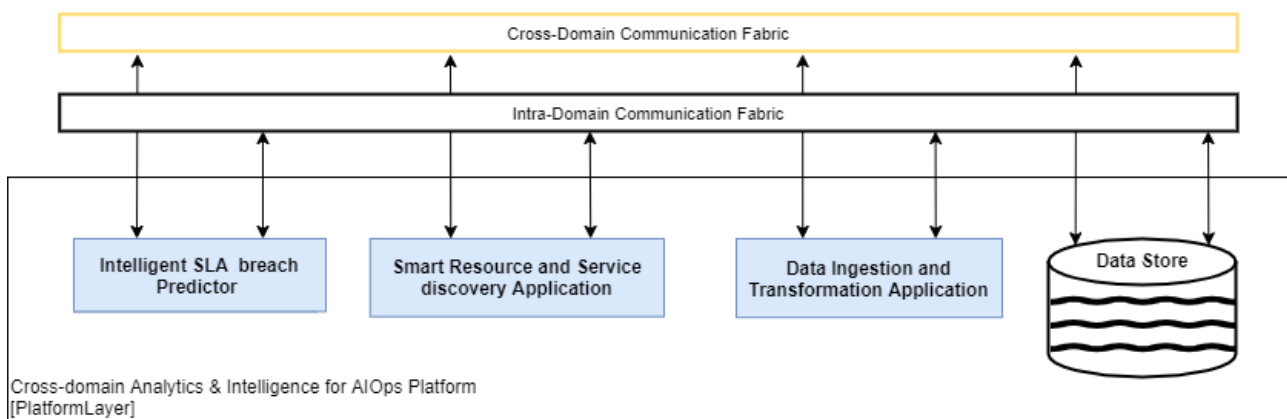 Cross-Domain Communication Fabric
Intra-Domain Communication Fabric
Intelligent SLA breach
Predictor
Smart Resource and Service
discovery Application
Data Ingestion and
Transformation Application
Data Store
Cross-domain Analytics & Intelligence for AIOps Platform
[PlatformLayer]